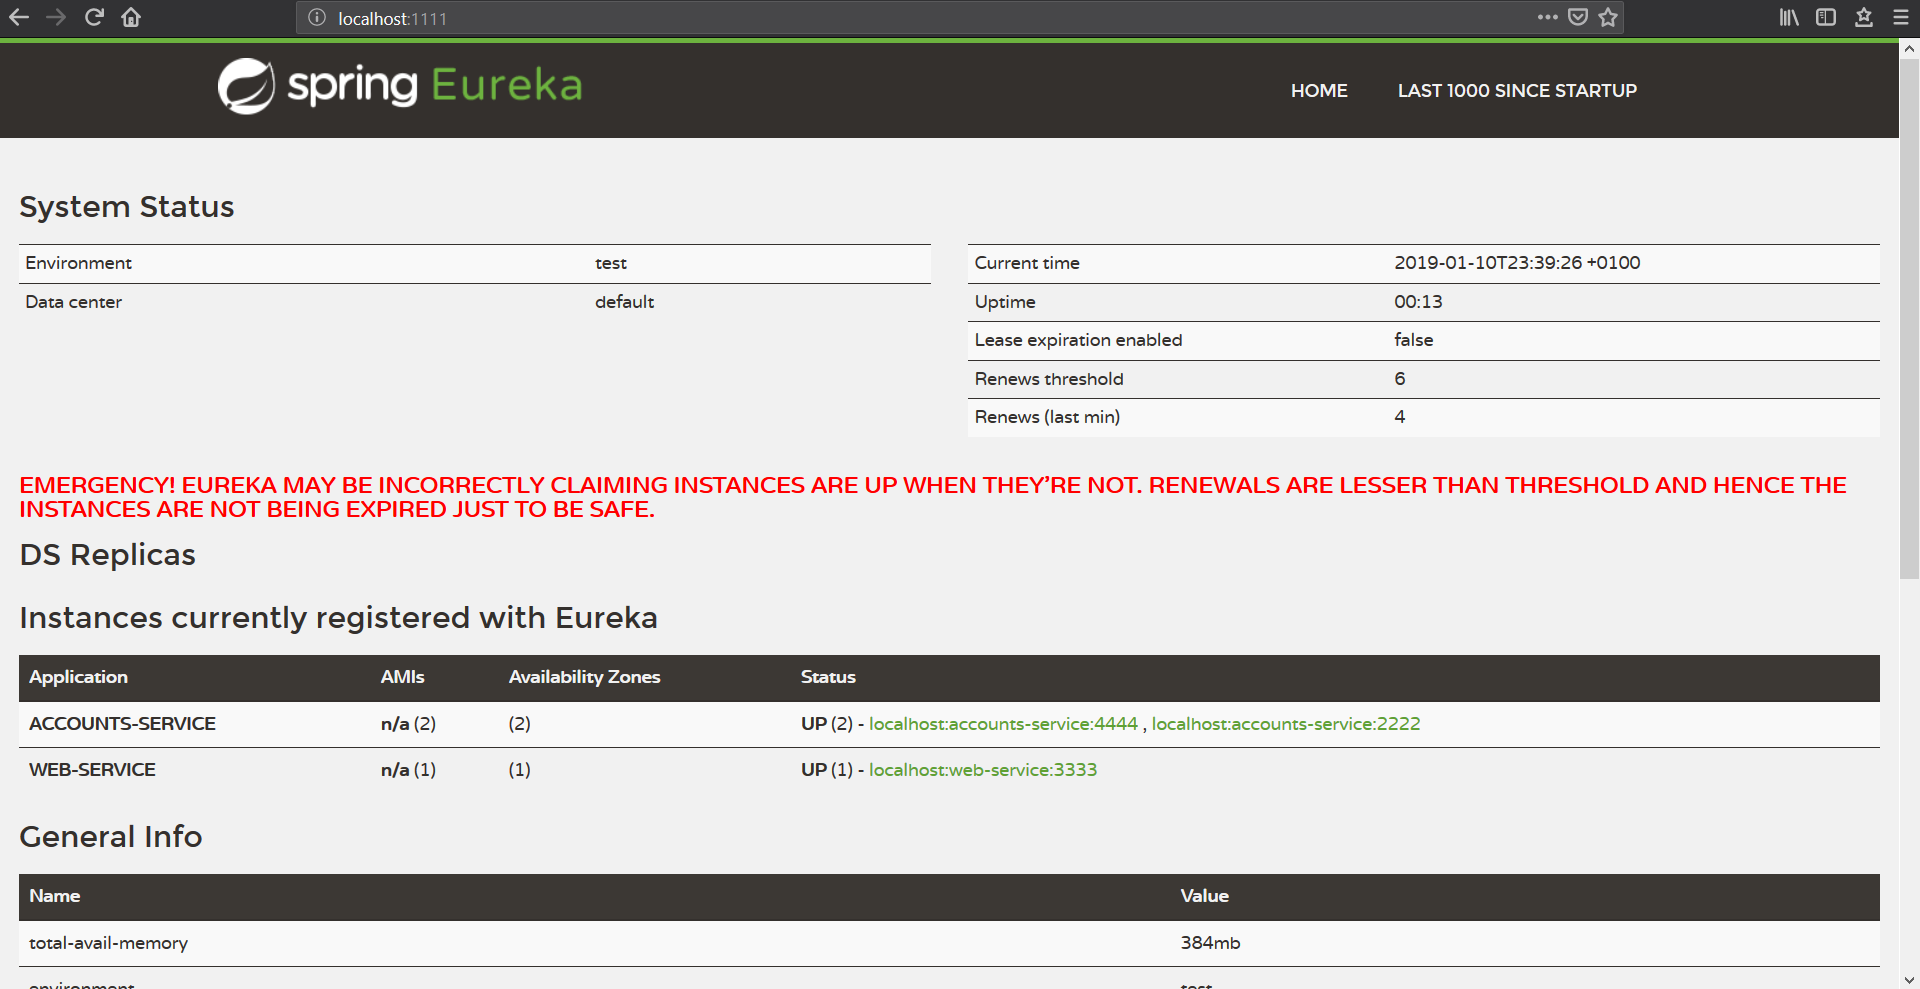 localhost:1111
spring Eureka
HOME LAST 1000 SINCE STARTUP
System Status
Environment test
Data center default
Current time 2019-01-10T23:39:26 +0100
Uptime 00:13
Lease expiration enabled false
Renews threshold 6
Renews (last min) 4
EMERGENCY! EUREKA MAY BE INCORRECTLY CLAIMING INSTANCES ARE UP WHEN THEY’RE NOT. RENEWALS ARE LESSER THAN THRESHOLD AND HENCE THE
INSTANCES ARE NOT BEING EXPIRED JUST TO BE SAFE.
DS Replicas
Instances currently registered with Eureka
Application AMIs Availability Zones Status
ACCOUNTS-SERVICE n/a (2) (2) UP (2) - localhost:accounts-service:4444 , localhost:accounts-service:2222
WEB-SERVICE n/a (1) (1) UP (1) - localhost:web-service:3333
General Info
Name Value
total-avail-memory 384mb
environment test